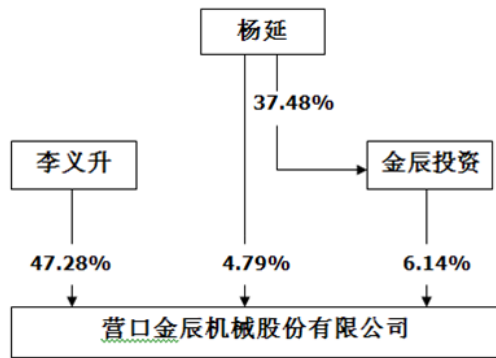 杨延
37.48%
李义升
金辰投资
47.28%
4.79%
6.14%
营口金辰机械股份有限公司